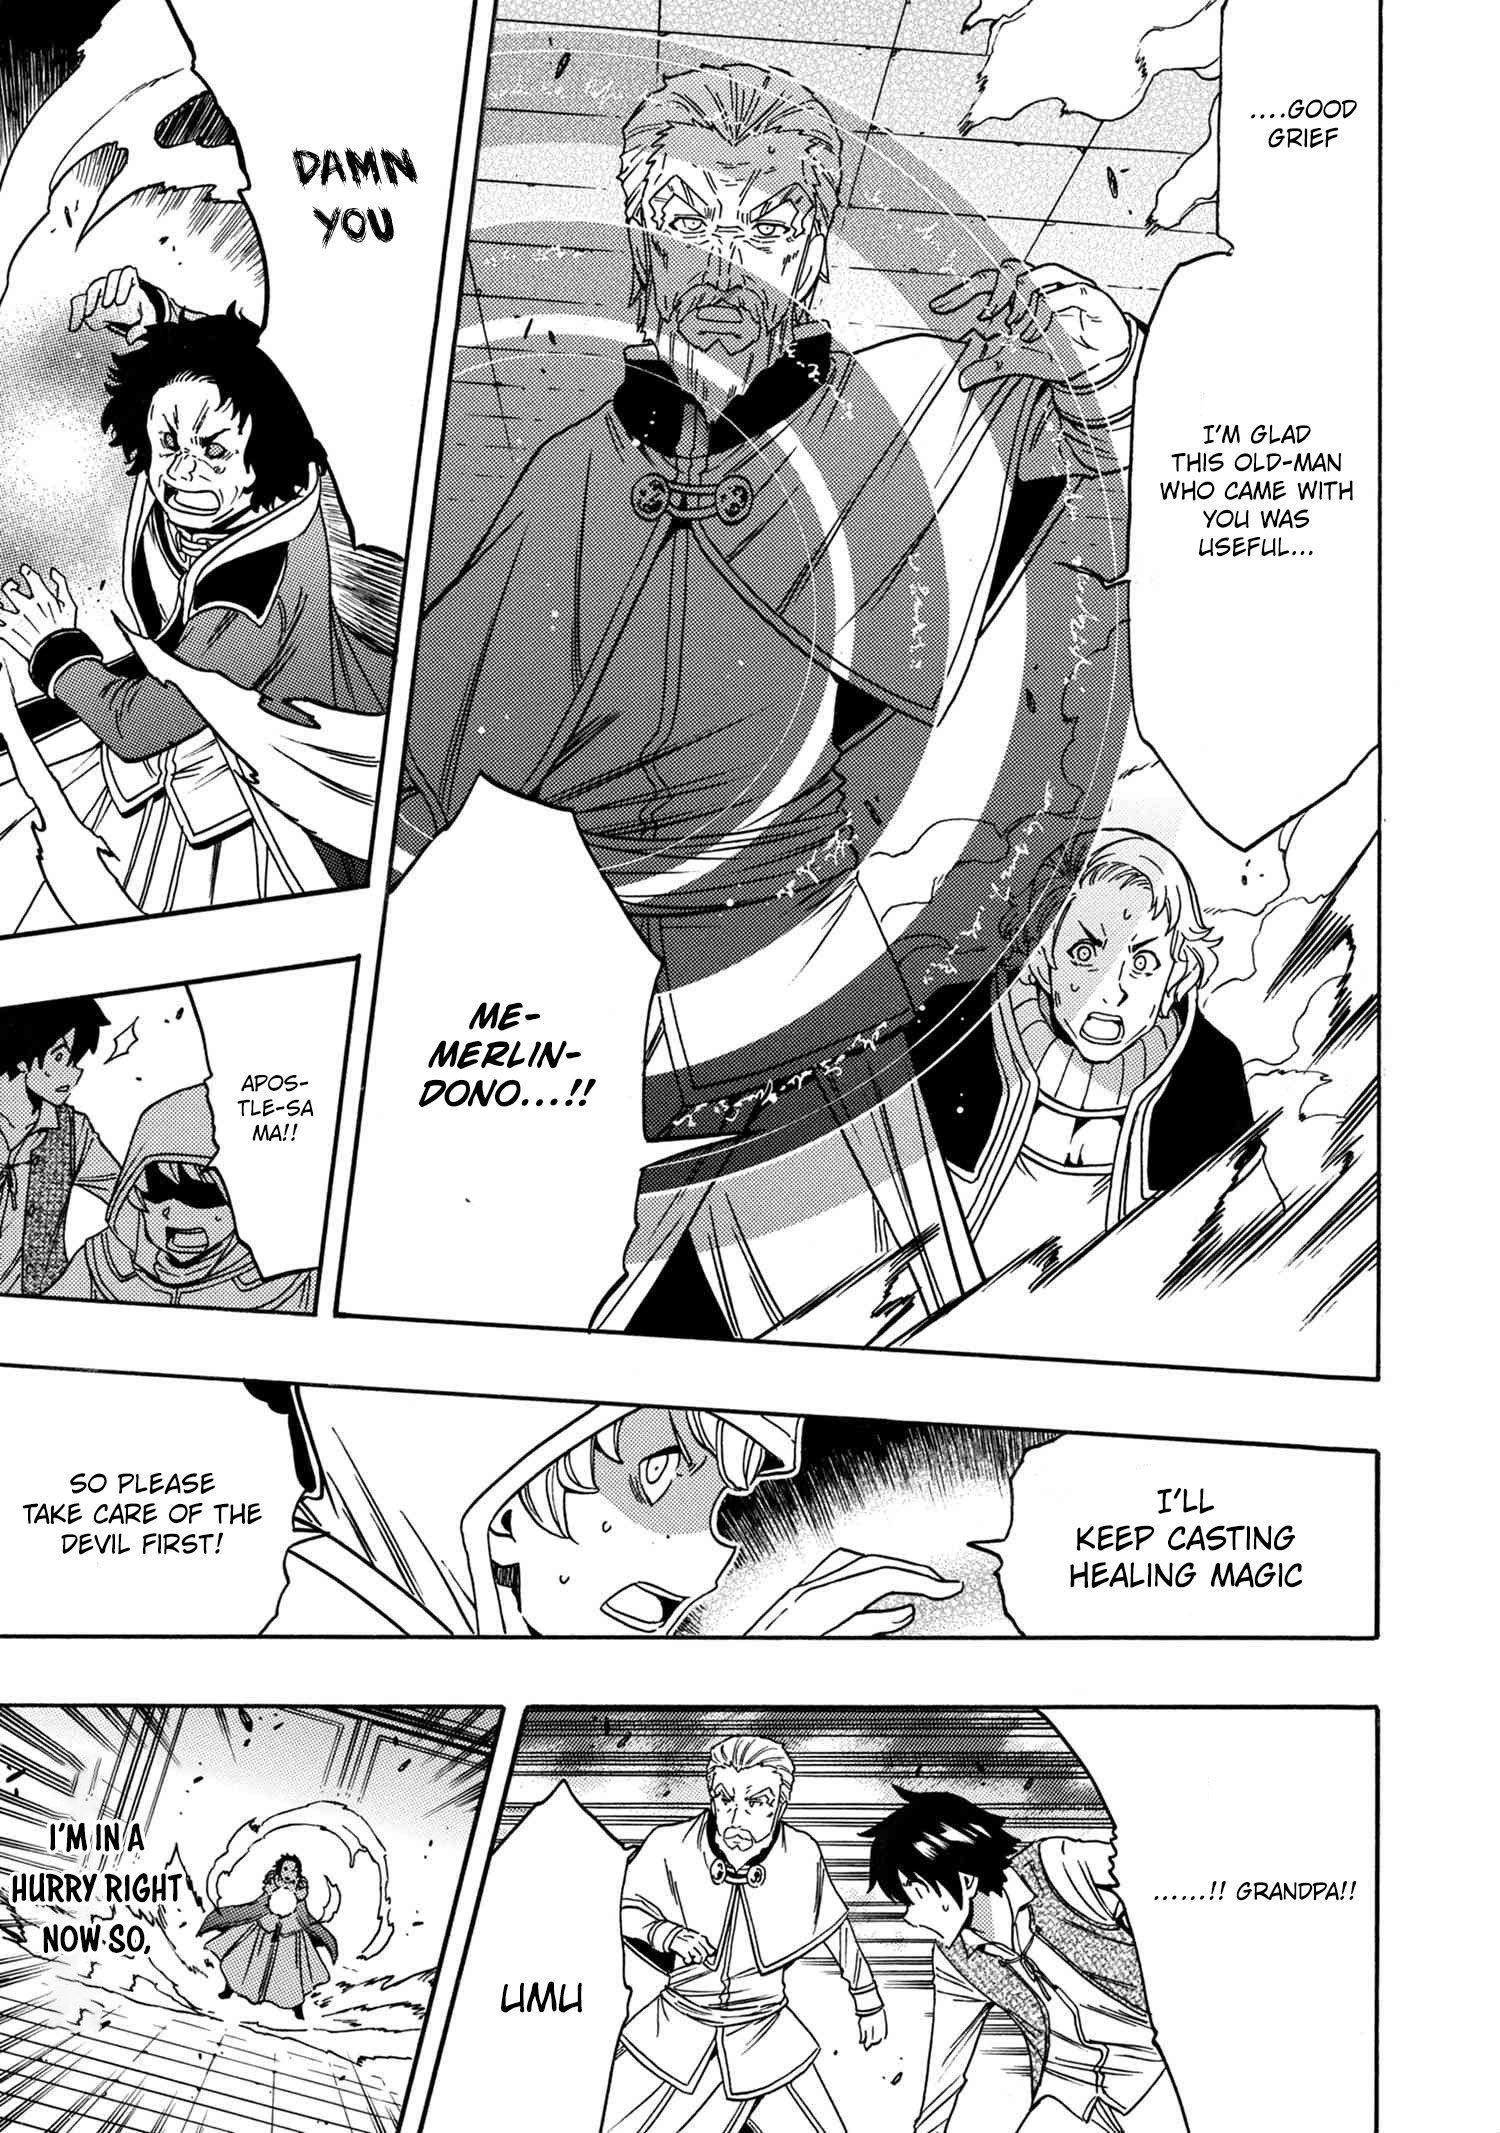 ....GOOD
GRIEF
I'M GLAD
THIS OLD-MAN
WHO CAME WITH
YOU WAS
USEFUL...
ME-
MERLIN-
DONO...!!
DAMN
YOU
APOS-
TLE-SA
MA!!
I'LL
KEEP CASTING
HEALING MAGIC
SO PLEASE
TAKE CARE OF THE
DEVIL FIRST!
......!! GRANDPA!!
UMU
I'M IN A
HURRY RIGHT
NOW SO,